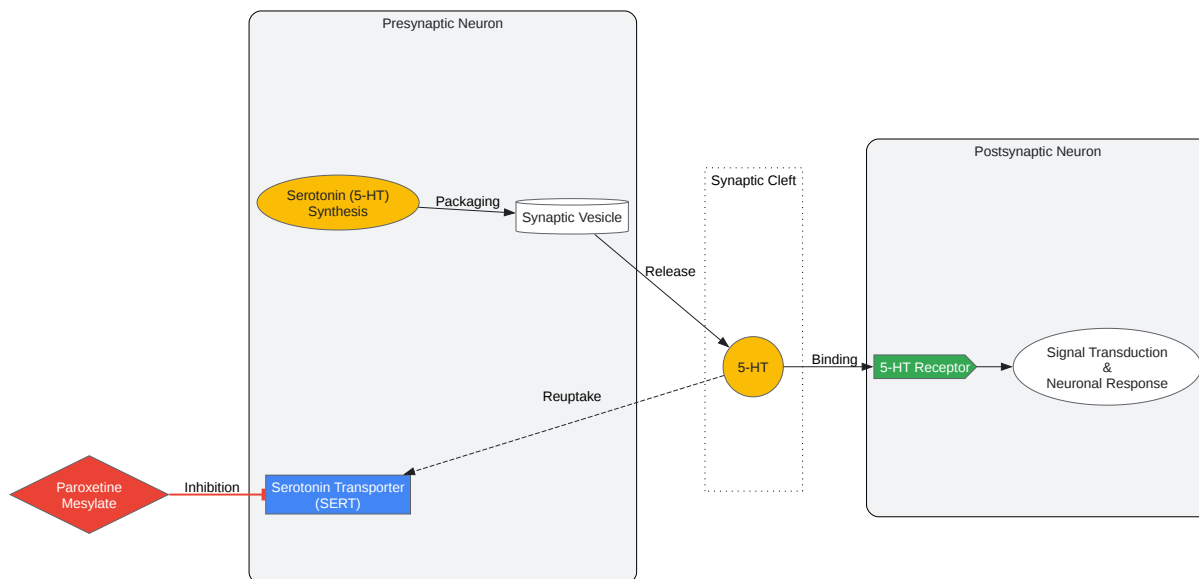 Presynaptic Neuron
Serotonin (5-HT)
Synthesis
Packaging
Synaptic Vesicle
Release
Reuptake
Paroxetine
Mesylate
Inhibition
Serotonin Transporter
(SERT)
Synaptic Cleft
5-HT
Binding
Postsynaptic Neuron
5-HT Receptor
Signal Transduction
&
Neuronal Response